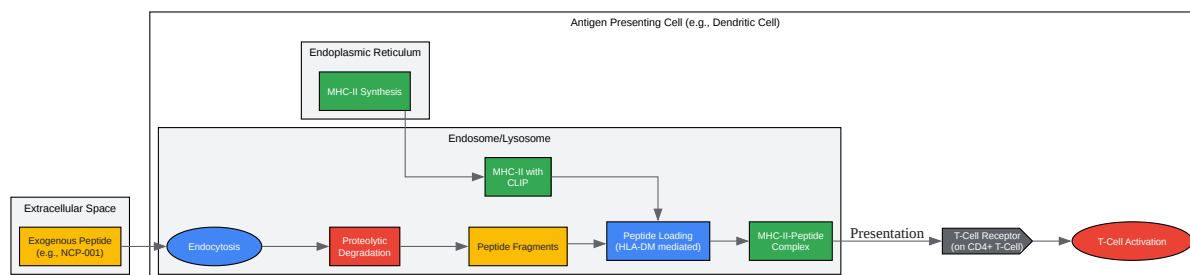 Antigen Presenting Cell (e.g., Dendritic Cell)
Endoplasmic Reticulum
MHC-II Synthesis
Endosome/Lysosome
MHC-II with
CLIP
Extracellular Space
Exogenous Peptide
(e.g., NCP-001)
Endocytosis
Proteolytic
Degradation
Peptide Fragments
Peptide Loading
(HLA-DM mediated)
MHC-II-Peptide
Complex
Presentation
T-Cell Receptor
(on CD4+ T-Cell)
T-Cell Activation